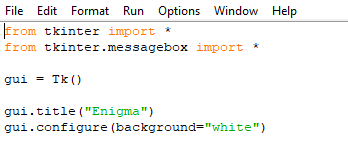 File Edit Format Run Options Window Help
from tkinter import *
from tkinter.messagebox import *
gui = Tk()
gui.title("Enigma")
gui.configure(background="white")